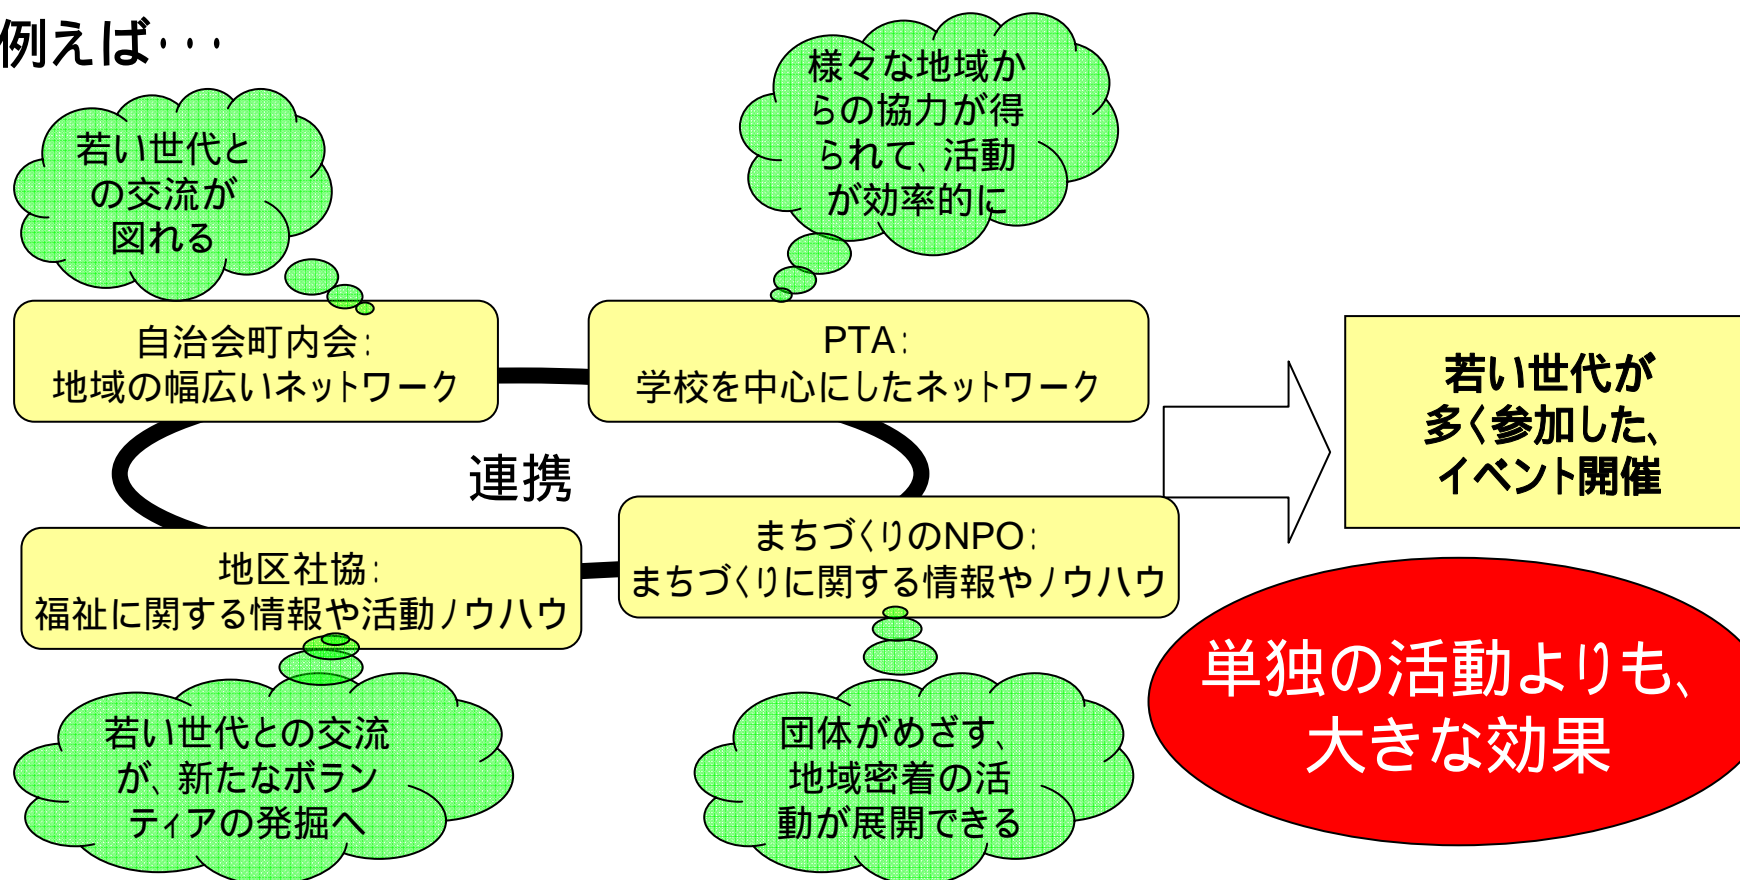 例えば・・・
若い世代と
の交流が
図れる
様々な地域か
らの協力が得
られて、活動
が効率的に
自治会町内会：
地域の幅広いネットワーク
PTA：
学校を中心にしたネットワーク
連携
地区社協：
福祉に関する情報や活動ノウハウ
まちづくりのNPO：
まちづくりに関する情報やノウハウ
若い世代との交流
が、新たなボラン
ティアの発掘へ
団体がめざす、
地域密着の活
動が展開できる
若い世代が
多く参加した、
イベント開催
単独の活動よりも、
大きな効果